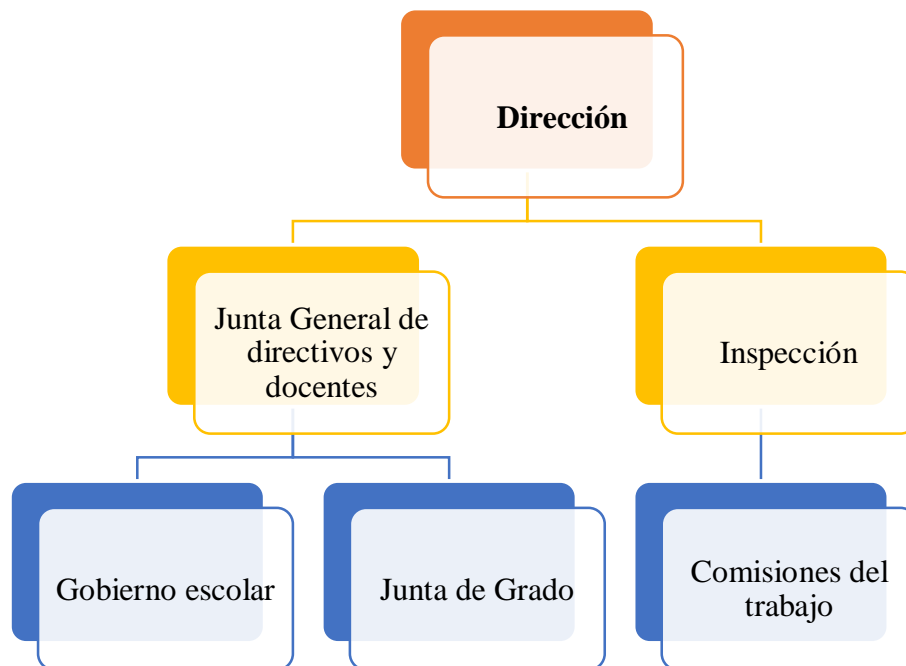 Dirección
Junta General de
directivos y
docentes
Inspección
Gobierno escolar
Junta de Grado
Comisiones del
trabajo